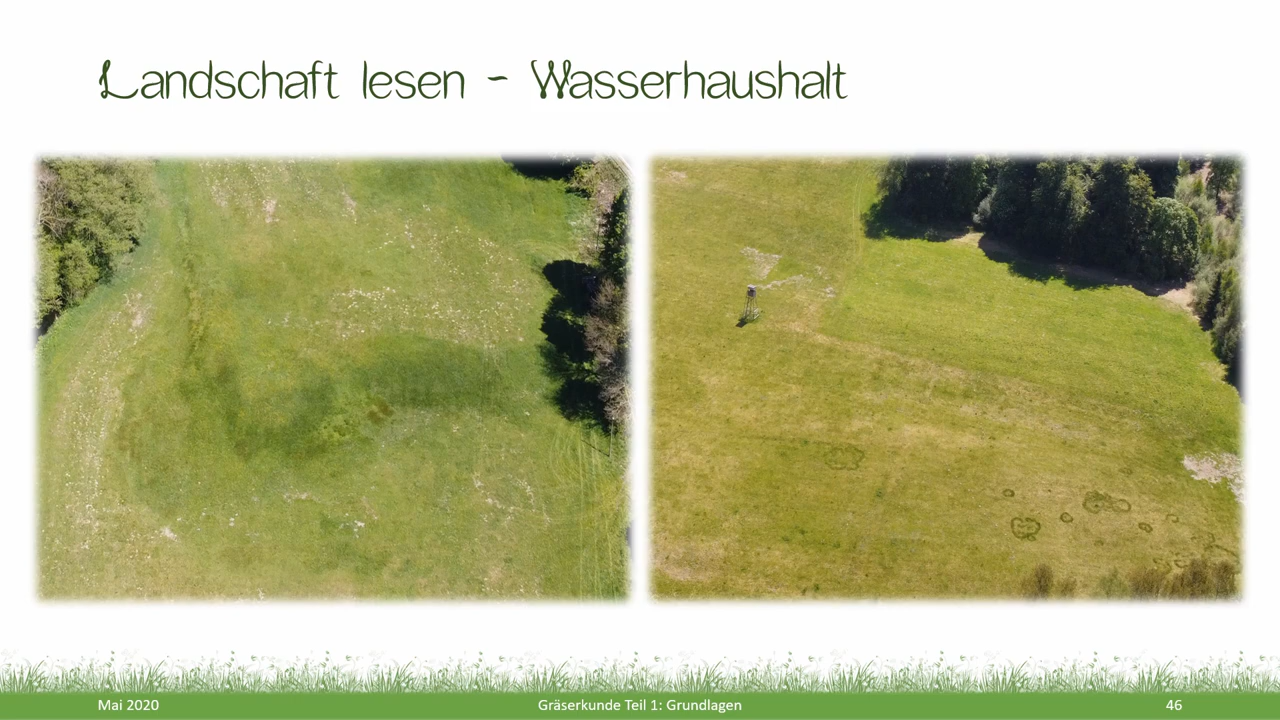 Landschaft lesen - Wasserhaushalt
Mai 2020
Gräserkunde Teil 1: Grundlagen
46